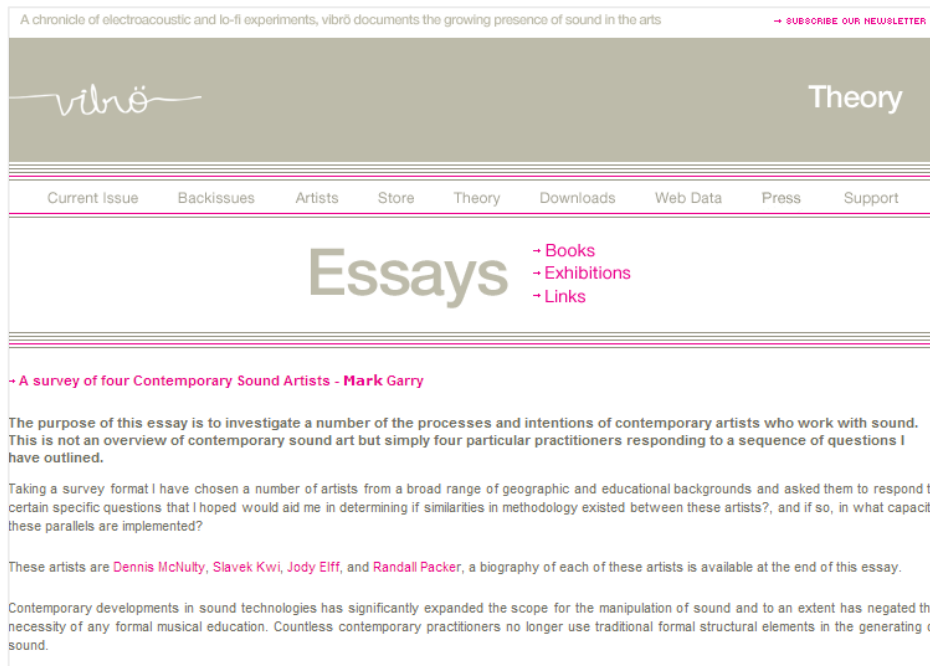 A chronicle of electroacoustic and lo-fi experiments, vibrö documents the growing presence of sound in the arts
→ SUBSCRIBE OUR NEWSLETTER
vibrö
Theory
Current Issue Backissues Artists Store Theory Downloads Web Data Press Support
Essays
→ Books
→ Exhibitions
→ Links
→ A survey of four Contemporary Sound Artists - Mark Garry
The purpose of this essay is to investigate a number of the processes and intentions of contemporary artists who work with sound.
This is not an overview of contemporary sound art but simply four particular practitioners responding to a sequence of questions I
have outlined.
Taking a survey format I have chosen a number of artists from a broad range of geographic and educational backgrounds and asked them to respond t
certain specific questions that I hoped would aid me in determining if similarities in methodology existed between these artists?, and if so, in what capacit
these parallels are implemented?
These artists are Dennis McNulty, Slavek Kwi, Jody Elff, and Randall Packer, a biography of each of these artists is available at the end of this essay.
Contemporary developments in sound technologies has significantly expanded the scope for the manipulation of sound and to an extent has negated th
necessity of any formal musical education. Countless contemporary practitioners no longer use traditional formal structural elements in the generating o
sound.